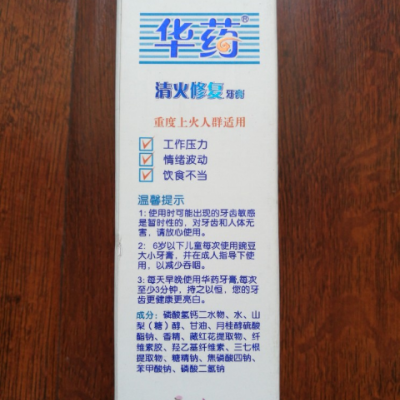 华药®
清火修复牙膏
重度上火人群适用
工作压力
情绪波动
饮食不当
温馨提示
1: 使用时可能出现的牙齿敏感
是暂时性的，对牙齿和人体无
害，请放心使用。
2: 6岁以下儿童每次使用豌豆
大小牙膏，并在成人指导下使
用，以减少吞咽。
3: 每天早晚使用华药牙膏,每次
至少3分钟，持之以恒，您的牙
齿更健康更亮白。
成分：磷酸氢钙二水物、水、山
梨（糖）醇、甘油、月桂醇硫酸
酯钠、香精、藏红花提取物、纤
维素胶、羟乙基纤维素、三七根
提取物、糖精钠、焦磷酸四钠、
苯甲酸钠、磷酸二氢钠